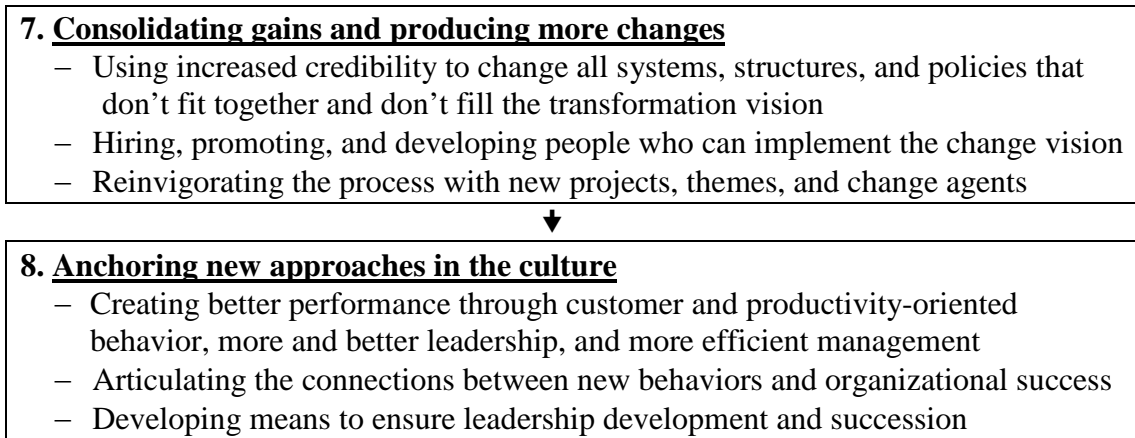 7. Consolidating gains and producing more changes
– Using increased credibility to change all systems, structures, and policies that
don’t fit together and don’t fill the transformation vision
– Hiring, promoting, and developing people who can implement the change vision
– Reinvigorating the process with new projects, themes, and change agents
8. Anchoring new approaches in the culture
– Creating better performance through customer and productivity-oriented
behavior, more and better leadership, and more efficient management
– Articulating the connections between new behaviors and organizational success
– Developing means to ensure leadership development and succession